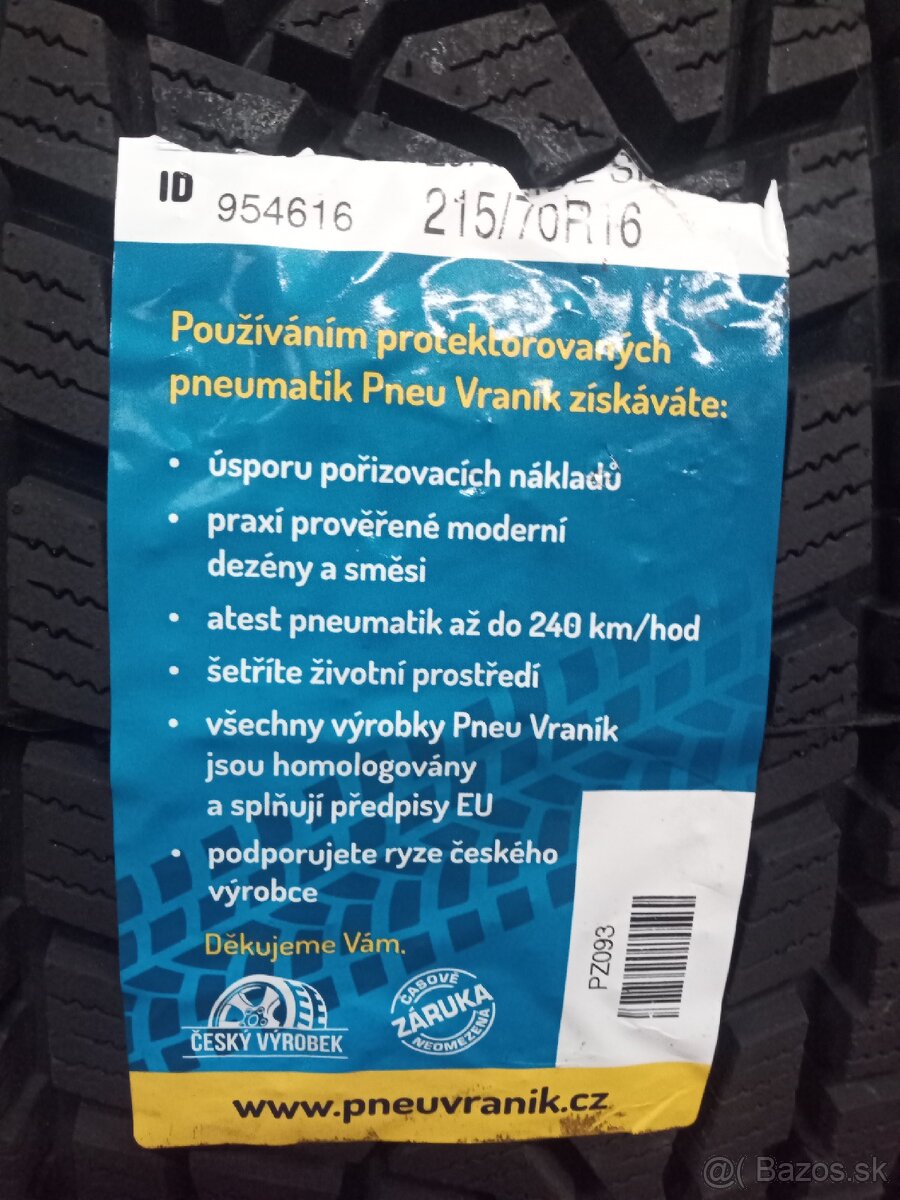 ID 954616 215/70R16
Používáním protektorovaných
pneumatik Pneu Vraník získáváte:
• úsporu pořizovacích nákladů
• praxí prověřené moderní
dezény a směsi
• atest pneumatik až do 240 km/hod
• šetříte životní prostředí
• všechny výrobky Pneu Vraník
jsou homologovány
a splňují předpisy EU
• podporujete ryze českého
výrobce
Děkujeme Vám.
ČESKÝ VÝROBEK
ČASOVĚ
ZÁRUKA
NEOMEZENÁ
PZ093
www.pneuvranik.cz
@( Bazos.sk